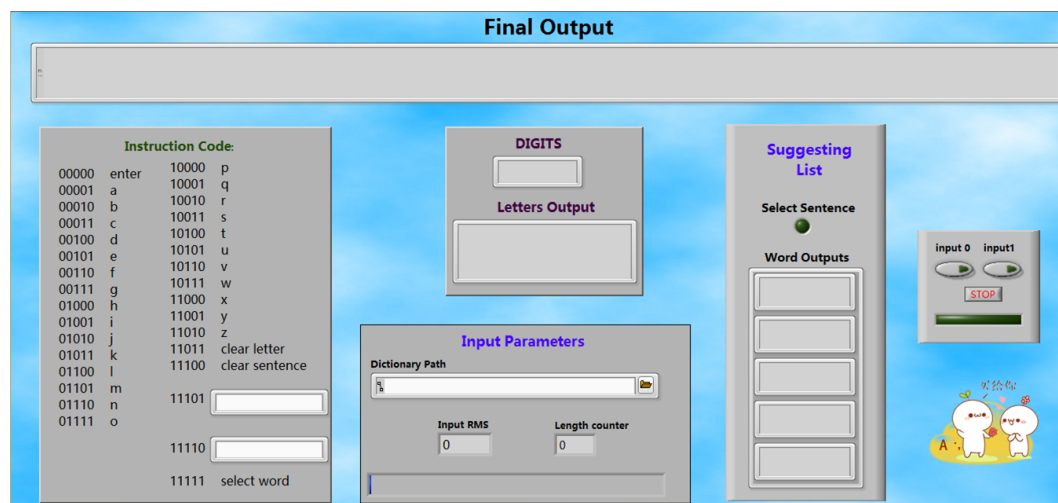 Final Output
Instruction Code:
00000 enter
00001 a
00010 b
00011 c
00100 d
00101 e
00110 f
00111 g
01000 h
01001 i
01010 j
01011 k
01100 l
01101 m
01110 n
01111 o
10000 p
10001 q
10010 r
10011 s
10100 t
10101 u
10110 v
10111 w
11000 x
11001 y
11010 z
11011 clear letter
11100 clear sentence
11101
11110
11111 select word
DIGITS
Letters Output
Input Parameters
Dictionary Path
Input RMS
0
Length counter
0
Suggesting
List
Select Sentence
Word Outputs
input 0 input1
STOP
A